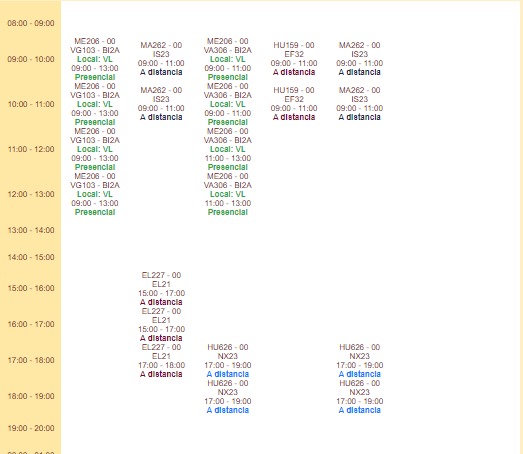 08:00 - 09:00
09:00 - 10:00
ME206 - 00
VG103 - BI2A
Local: VL
09:00 - 13:00
Presencial
MA262 - 00
IS23
09:00 - 11:00
A distancia
ME206 - 00
VA306 - BI2A
Local: VL
09:00 - 11:00
Presencial
HU159 - 00
EF32
09:00 - 11:00
A distancia
MA262 - 00
IS23
09:00 - 11:00
A distancia
10:00 - 11:00
ME206 - 00
VG103 - BI2A
Local: VL
09:00 - 13:00
Presencial
MA262 - 00
IS23
09:00 - 11:00
A distancia
ME206 - 00
VA306 - BI2A
Local: VL
09:00 - 11:00
Presencial
HU159 - 00
EF32
09:00 - 11:00
A distancia
MA262 - 00
IS23
09:00 - 11:00
A distancia
11:00 - 12:00
ME206 - 00
VG103 - BI2A
Local: VL
09:00 - 13:00
Presencial
ME206 - 00
VA306 - BI2A
Local: VL
11:00 - 13:00
Presencial
12:00 - 13:00
ME206 - 00
VG103 - BI2A
Local: VL
09:00 - 13:00
Presencial
ME206 - 00
VA306 - BI2A
Local: VL
11:00 - 13:00
Presencial
13:00 - 14:00
14:00 - 15:00
15:00 - 16:00
EL227 - 00
EL21
15:00 - 17:00
A distancia
16:00 - 17:00
EL227 - 00
EL21
15:00 - 17:00
A distancia
17:00 - 18:00
EL227 - 00
EL21
17:00 - 18:00
A distancia
HU626 - 00
NX23
17:00 - 19:00
A distancia
HU626 - 00
NX23
17:00 - 19:00
A distancia
18:00 - 19:00
HU626 - 00
NX23
17:00 - 19:00
A distancia
HU626 - 00
NX23
17:00 - 19:00
A distancia
19:00 - 20:00